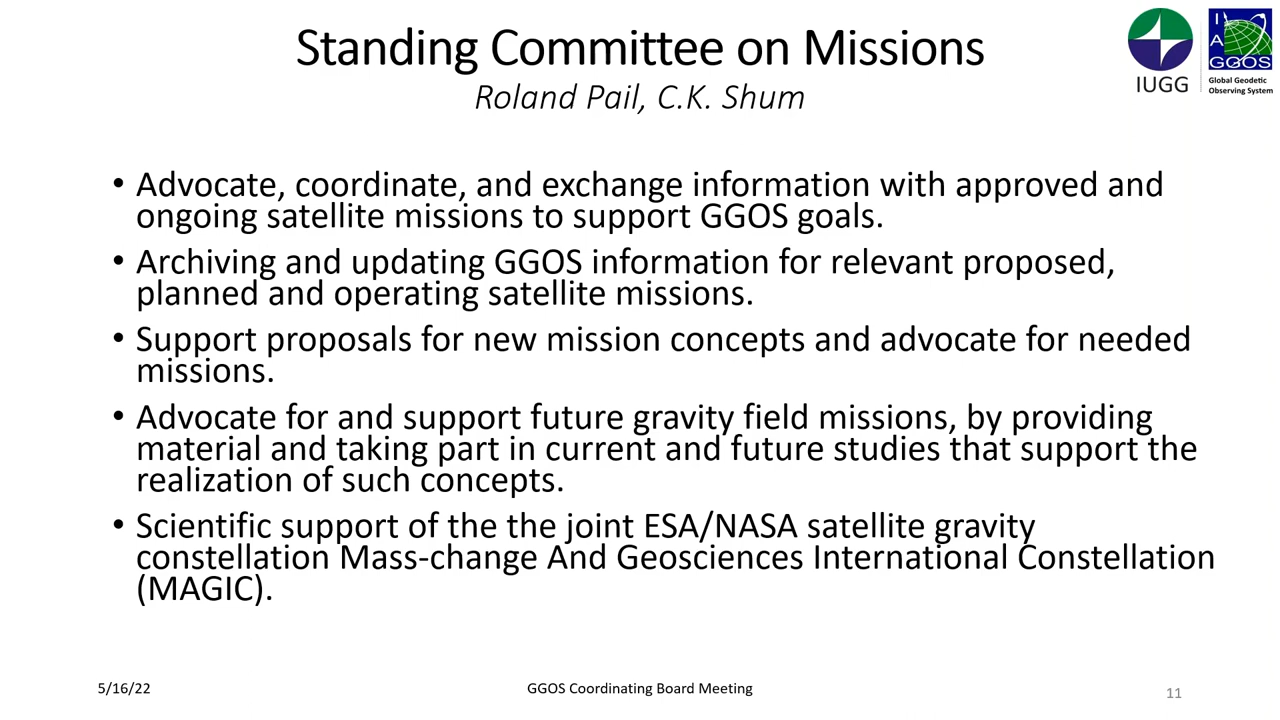 Standing Committee on Missions
Roland Pail, C.K. Shum
IUGG
I
A
GGOS
Global Geodetic
Observing System
• Advocate, coordinate, and exchange information with approved and
ongoing satellite missions to support GGOS goals.
• Archiving and updating GGOS information for relevant proposed,
planned and operating satellite missions.
• Support proposals for new mission concepts and advocate for needed
missions.
• Advocate for and support future gravity field missions, by providing
material and taking part in current and future studies that support the
realization of such concepts.
• Scientific support of the the joint ESA/NASA satellite gravity
constellation Mass-change And Geosciences International Constellation
(MAGIC).
5/16/22
GGOS Coordinating Board Meeting
11